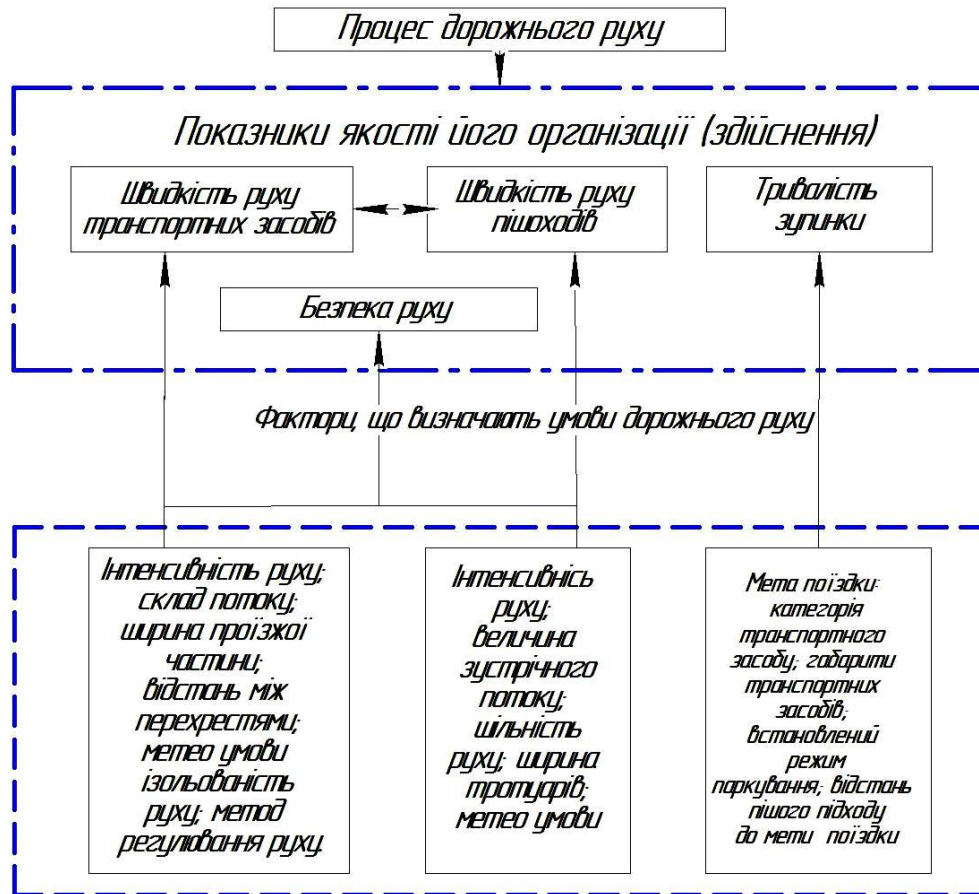 Процес дорожнього руху
Показники якості його організації (здійснення)
Швидкість руху
транспортних засобів
Швидкість руху
пішоходів
Тривалість
зупинки
Безпека руху
Фактори, що визначають умови дорожнього руху
Інтенсивність руху;
склад потоку;
ширина проїзжої
частини;
відстань між
перехрестями;
метео умови
ізольованість
руху; метод
регулювання руху.
Інтенсивнісь
руху;
величина
зустрічного
потоку;
шільність
руху; ширина
тротуарів;
метео умови
Мета поїздки:
категорія
транспортного
засобу; габарити
транспортних
засобів;
встановлений
режим
паркування; відстань
пішого підходу
до мети поїздки